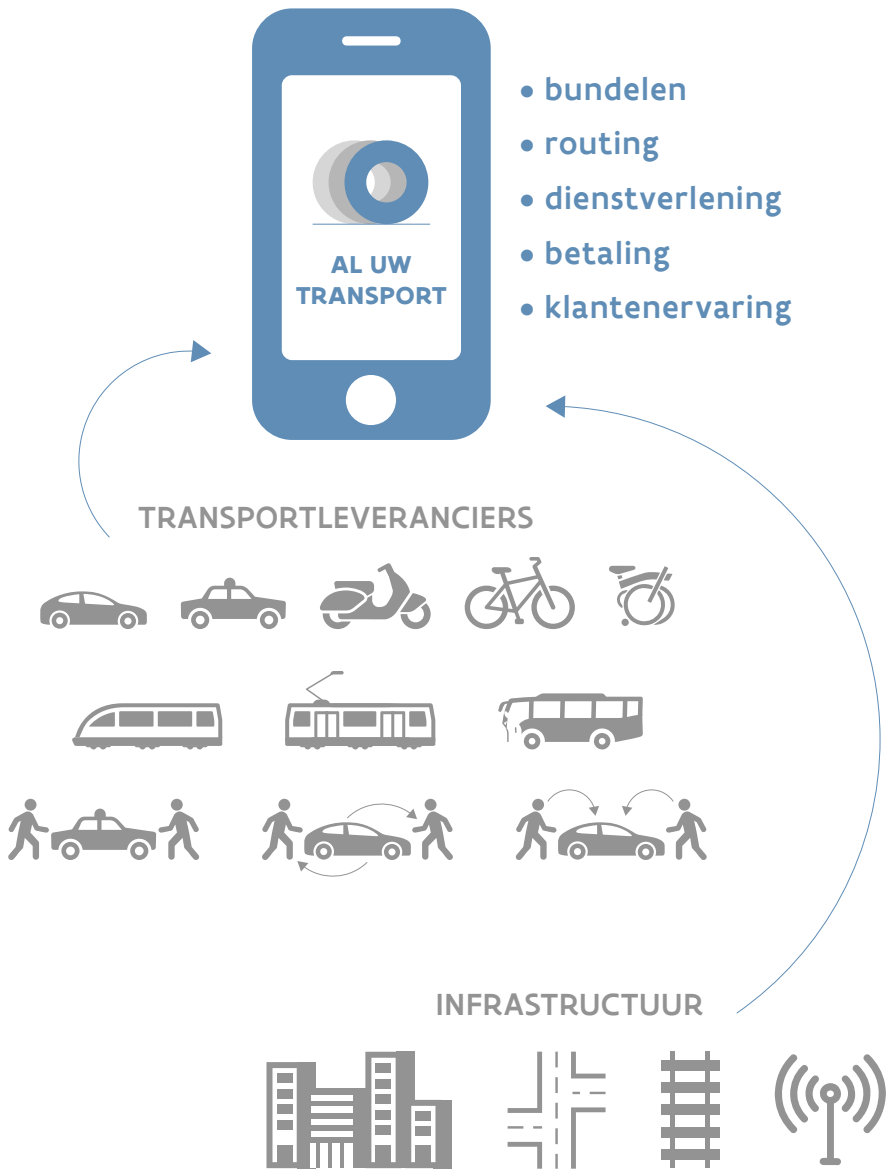 • bundelen
• routing
• dienstverlening
• betaling
• klantenervaring
AL UW
TRANSPORT
TRANSPORTLEVERANCIERS
INFRASTRUCTUUR